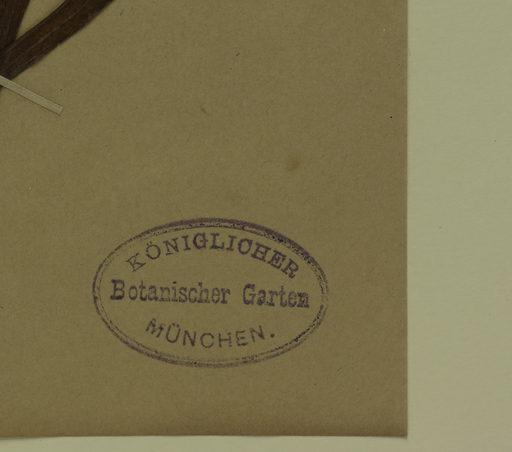 KÖNIGLICHER
Botanischer Garten
MÜNCHEN.